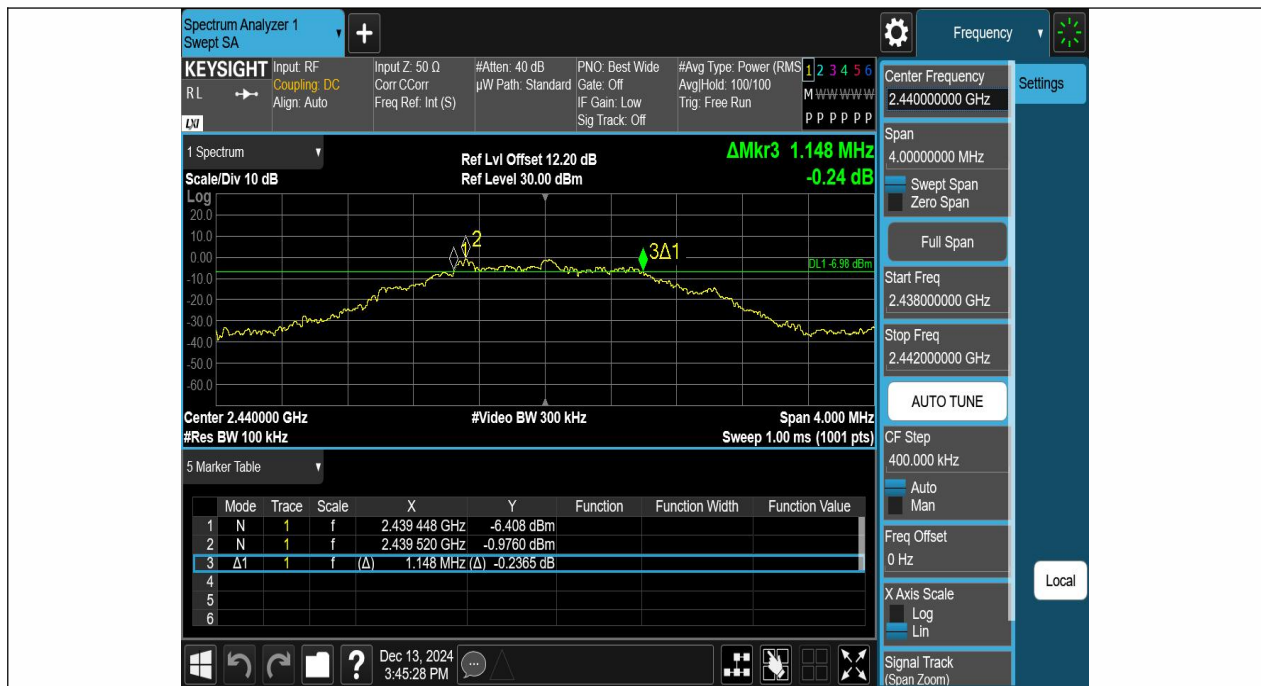 Spectrum Analyzer 1
Swept SA
+
Frequency
KEYSIGHT
RL
LXI
Input: RF
Coupling: DC
Align: Auto
Input Z: 50 Ω
Corr CCorr
Freq Ref: Int (S)
#Atten: 40 dB
µW Path: Standard
PNO: Best Wide
Gate: Off
IF Gain: Low
Sig Track: Off
#Avg Type: Power (RMS
Avg|Hold: 100/100
Trig: Free Run
1 2 3 4 5 6
M W W W W W
P P P P P P
1 Spectrum
Scale/Div 10 dB
Ref Lvl Offset 12.20 dB
Ref Level 30.00 dBm
ΔMkr3 1.148 MHz
-0.24 dB
Log
20.0
10.0
0.00
-10.0
-20.0
-30.0
-40.0
-50.0
-60.0
1
2
3Δ1
DL1 -6.98 dBm
Center 2.440000 GHz
#Video BW 300 kHz
Span 4.000 MHz
#Res BW 100 kHz
Sweep 1.00 ms (1001 pts)
5 Marker Table
Mode Trace Scale X Y Function Function Width Function Value
1 N 1 f 2.439 448 GHz -6.408 dBm
2 N 1 f 2.439 520 GHz -0.9760 dBm
3 Δ1 1 f (Δ) 1.148 MHz (Δ) -0.2365 dB
4
5
6
?
Dec 13, 2024
3:45:28 PM
Center Frequency
2.440000000 GHz
Span
4.00000000 MHz
Swept Span
Zero Span
Full Span
Start Freq
2.438000000 GHz
Stop Freq
2.442000000 GHz
AUTO TUNE
CF Step
400.000 kHz
Auto
Man
Freq Offset
0 Hz
X Axis Scale
Log
Lin
Signal Track
(Span Zoom)
Settings
Local